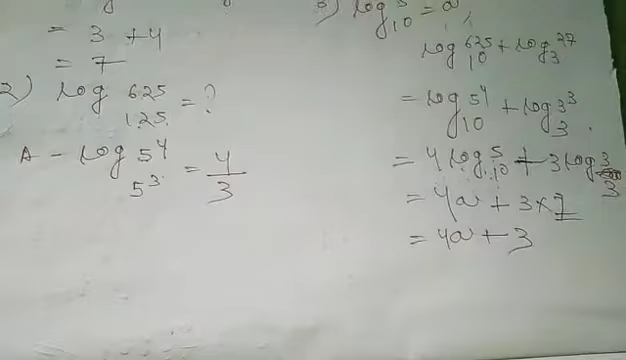 = 3 + 4
= 7
2) log 625 = ?
125
A - log 5⁴ = 4
5³ 3
log 5 = a,
10
log 625 + log 27
10 3
= log 5⁴ + log 3³
10 3
= 4 log 5 + 3 log 3
10 3
= 4a + 3 × 1
= 4a + 3